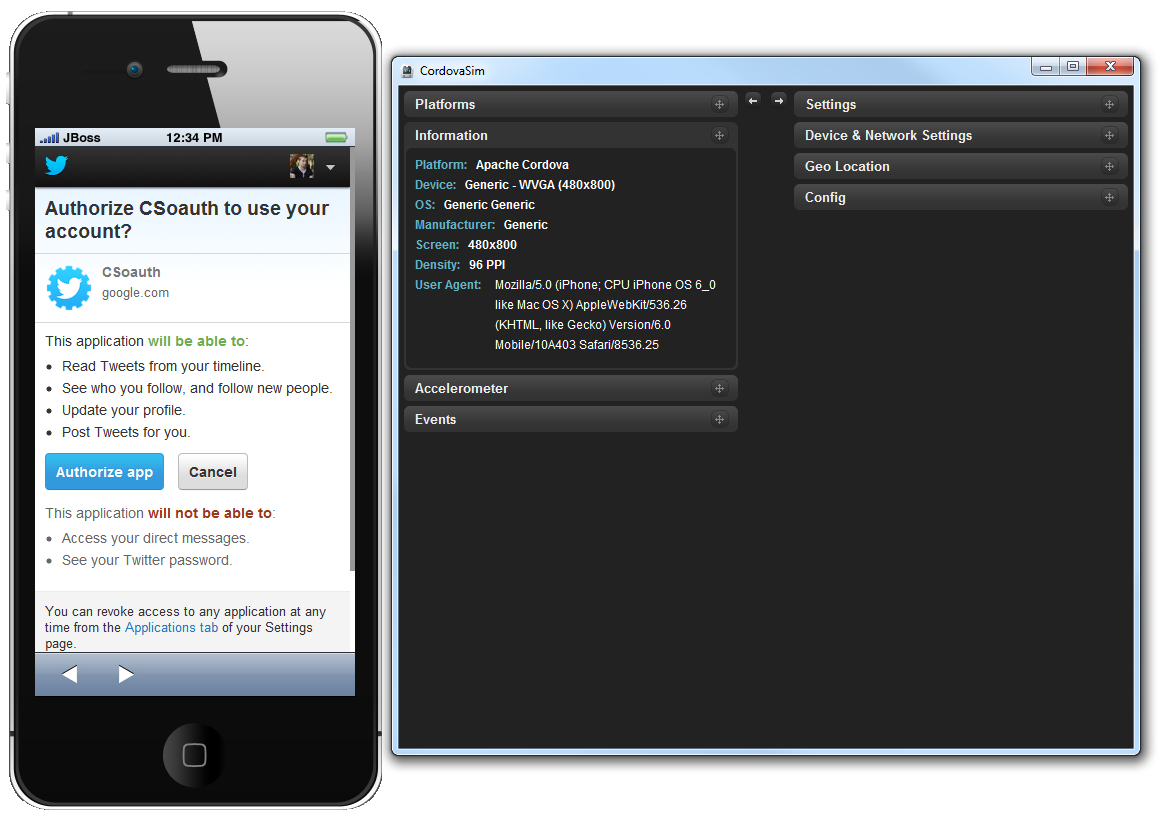 JBoss 12:34 PM
Authorize CSoauth to use your
account?
CSoauth
google.com
This application will be able to:
• Read Tweets from your timeline.
• See who you follow, and follow new people.
• Update your profile.
• Post Tweets for you.
Authorize app Cancel
This application will not be able to:
• Access your direct messages.
• See your Twitter password.
You can revoke access to any application at any
time from the Applications tab of your Settings
page.
CordovaSim
Platforms
Information
Platform: Apache Cordova
Device: Generic - WVGA (480x800)
OS: Generic Generic
Manufacturer: Generic
Screen: 480x800
Density: 96 PPI
User Agent: Mozilla/5.0 (iPhone; CPU iPhone OS 6_0
like Mac OS X) AppleWebKit/536.26
(KHTML, like Gecko) Version/6.0
Mobile/10A403 Safari/8536.25
Accelerometer
Events
Settings
Device & Network Settings
Geo Location
Config